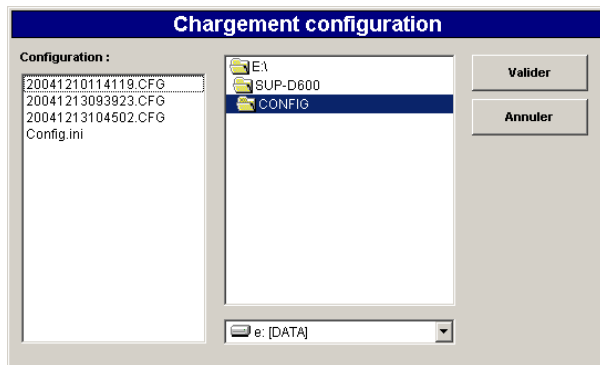 Chargement configuration
Configuration :
20041210114119.CFG
20041213093923.CFG
20041213104502.CFG
Config.ini
E:\
SUP-D600
CONFIG
e: [DATA]
Valider
Annuler